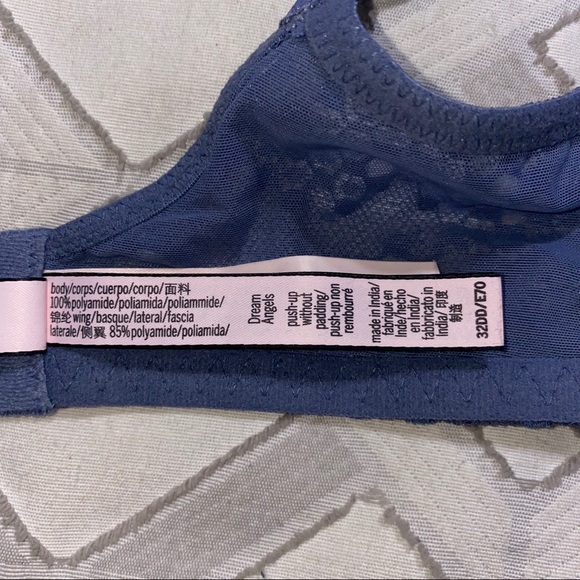 body/corps/cuerpo/corpo/面料
100%polyamide/poliamida/poliammide/
锦纶 wing/basque/lateral/fascia
laterale/侧翼 85%polyamide/poliamida/
Dream
Angels
push-up
without
padding/
push-up non
rembourré
made in India/
fabriqué en
Inde/hecho
en India/
fabbricato in
India/印度
制造
32DD/E70